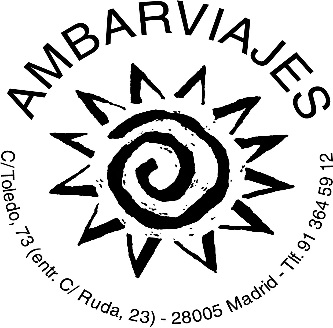 AMBARVIAJES
C/Toledo, 73 (entr. C/ Ruda, 23) - 28005 Madrid - Tlf. 91 364 59 12